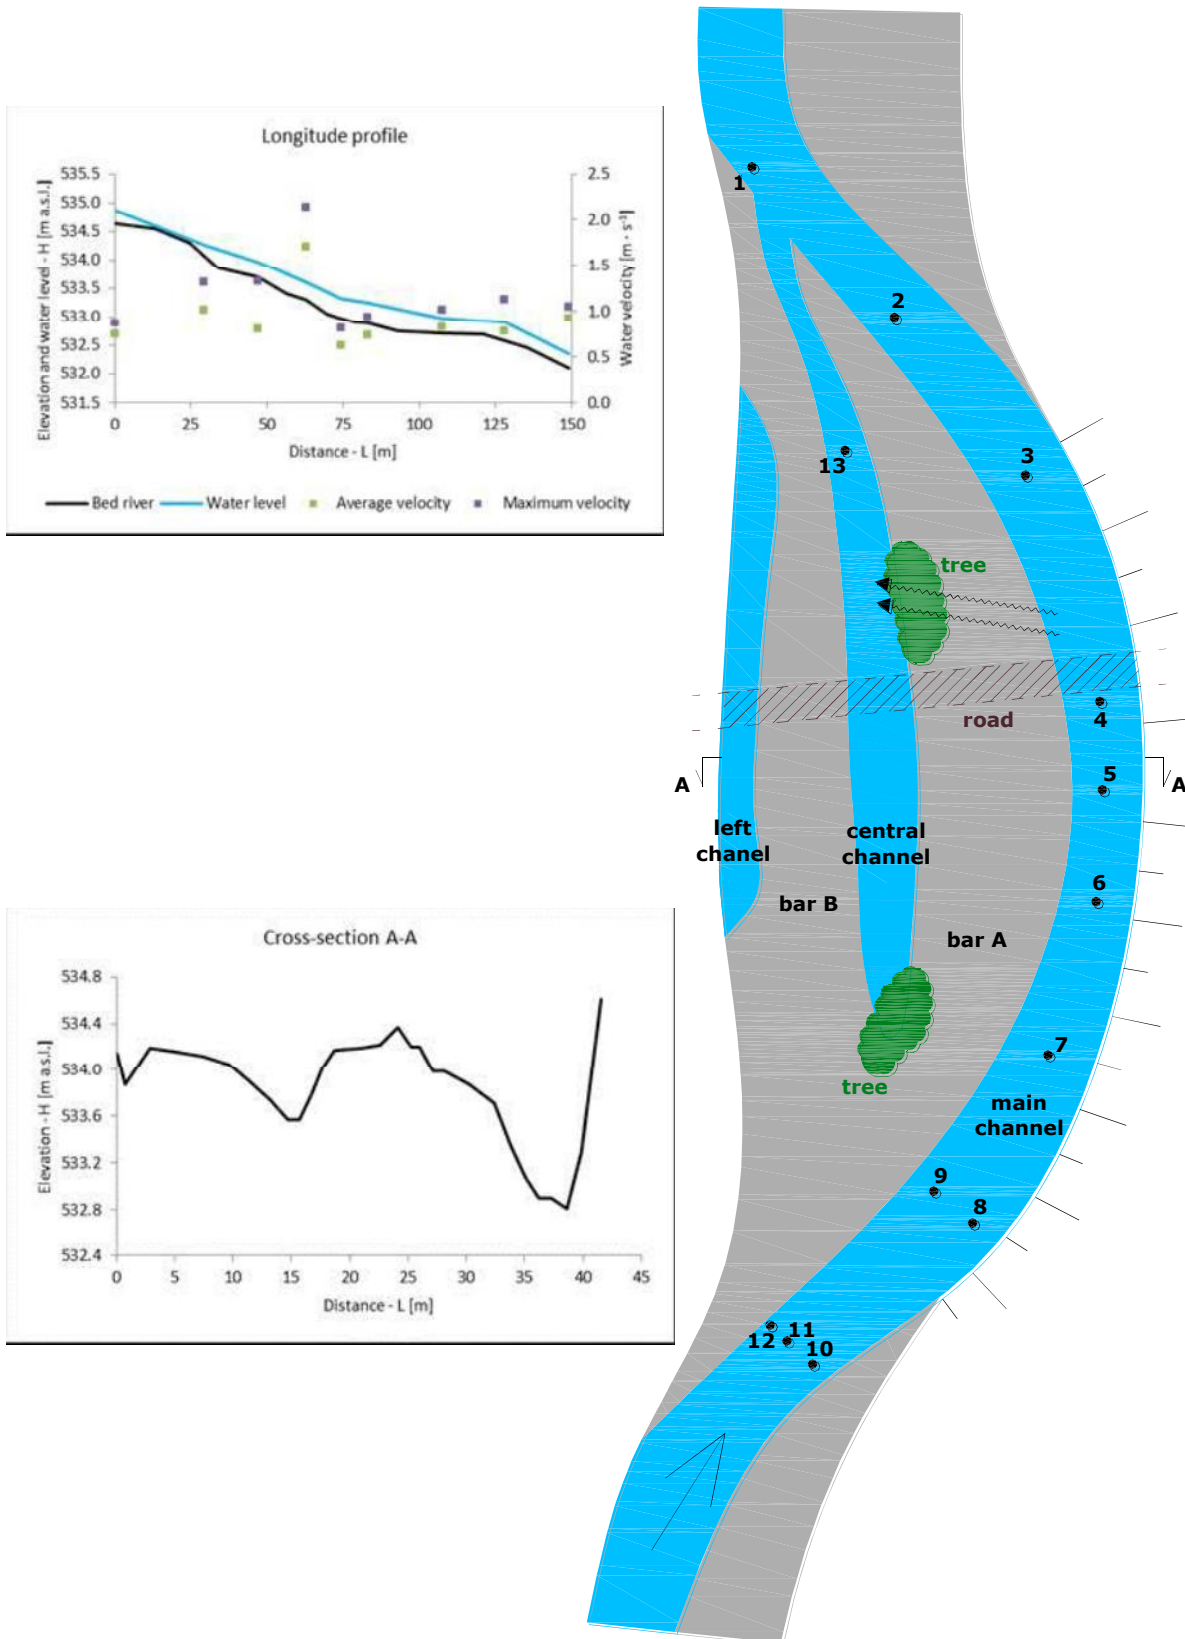 Longitude profile
Elevation and water level - H [m a.s.l.]
535.5
535.0
534.5
534.0
533.5
533.0
532.5
532.0
531.5
2.5
2.0
1.5
1.0
0.5
0.0
Water velocity [m · s⁻¹]
0 25 50 75 100 125 150
Distance - L [m]
Bed river Water level Average velocity Maximum velocity
Cross-section A-A
Elevation - H [m a.s.l.]
534.8
534.4
534.0
533.6
533.2
532.8
532.4
0 5 10 15 20 25 30 35 40 45
Distance - L [m]
1
2
13
3
tree
road
4
A
5
A
left
chanel
central
channel
6
bar B
bar A
7
tree
main
channel
9
8
12
11
10